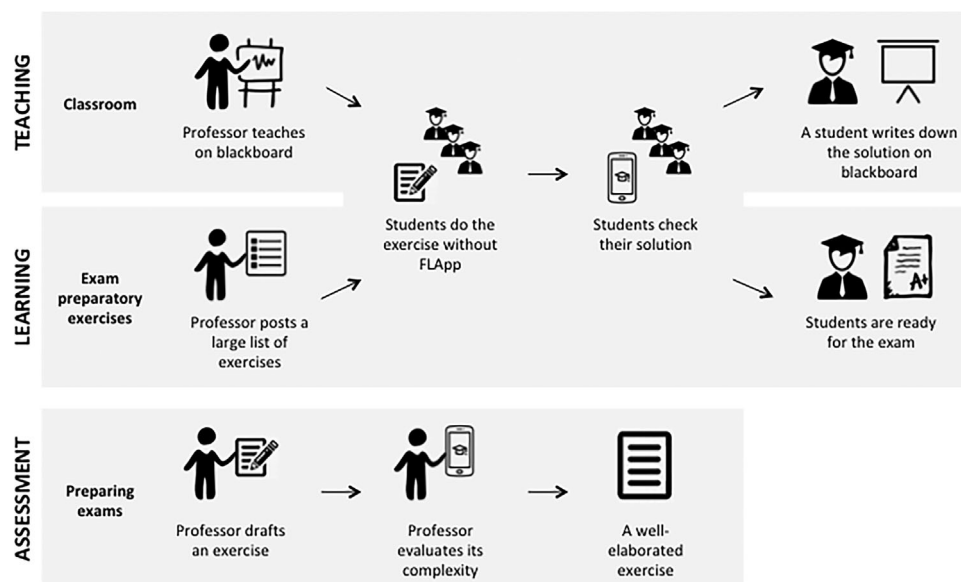 TEACHING
Classroom
Professor teaches
on blackboard
Students do the
exercise without
FLApp
Students check
their solution
A student writes down
the solution on
blackboard
LEARNING
Exam
preparatory
exercises
Professor posts a
large list of
exercises
Students are ready
for the exam
A+
ASSESSMENT
Preparing
exams
Professor drafts
an exercise
Professor
evaluates its
complexity
A well-
elaborated
exercise